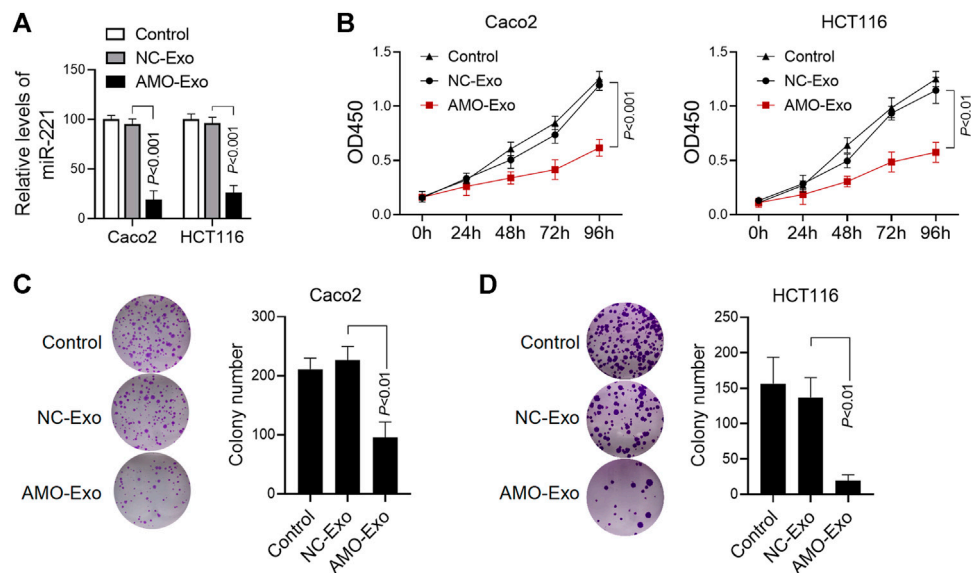 A
Control
NC-Exo
AMO-Exo
Relative levels of
miR-221
150
100
50
0
P<0.001
P<0.001
Caco2
HCT116
B
Caco2
Control
NC-Exo
AMO-Exo
OD450
1.5
1.0
0.5
0.0
P<0.001
0h 24h 48h 72h 96h
HCT116
Control
NC-Exo
AMO-Exo
OD450
1.5
1.0
0.5
0.0
P<0.01
0h 24h 48h 72h 96h
C
Control
NC-Exo
AMO-Exo
Caco2
Colony number
300
200
100
0
P<0.01
Control
NC-Exo
AMO-Exo
D
Control
NC-Exo
AMO-Exo
HCT116
Colony number
250
200
150
100
50
0
P<0.01
Control
NC-Exo
AMO-Exo